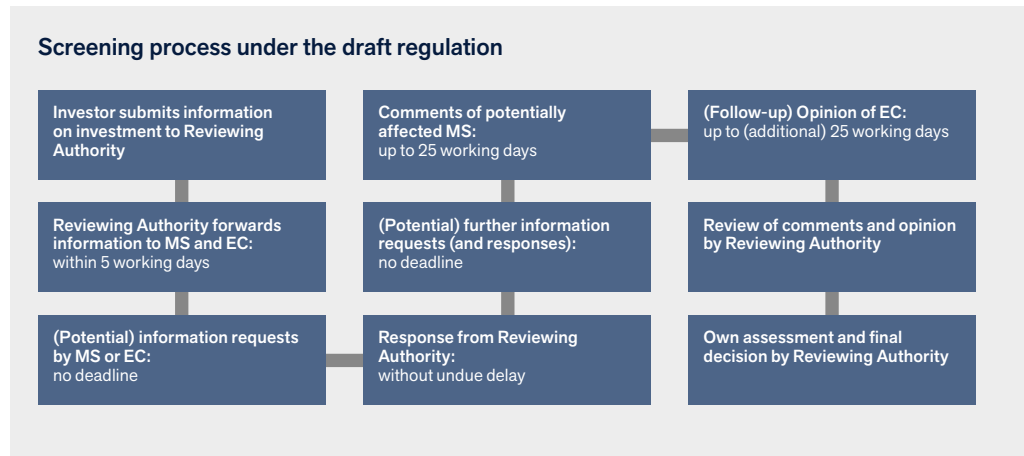 Screening process under the draft regulation
Investor submits information
on investment to Reviewing
Authority
Reviewing Authority forwards
information to MS and EC:
within 5 working days
(Potential) information requests
by MS or EC:
no deadline
Response from Reviewing
Authority:
without undue delay
(Potential) further information
requests (and responses):
no deadline
Comments of potentially
affected MS:
up to 25 working days
(Follow-up) Opinion of EC:
up to (additional) 25 working days
Review of comments and opinion
by Reviewing Authority
Own assessment and final
decision by Reviewing Authority